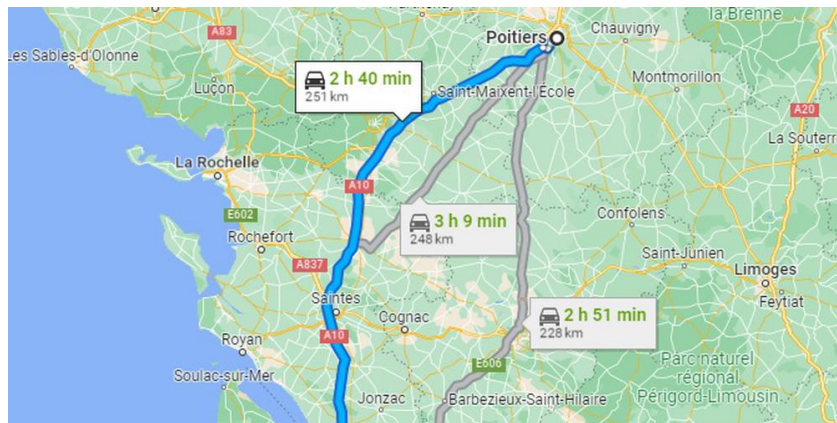 la Brenne
A83
Poitiers
Chauvigny
Les Sables-d'Olonne
2 h 40 min
251 km
Luçon
Saint-Maixent-l'École
Montmorillon
A20
La Souterr
La Rochelle
A10
E602
3 h 9 min
248 km
Confolens
Rochefort
A837
Saint-Junien
Limoges
Saintes
Feytiat
2 h 51 min
228 km
Cognac
A10
Royan
E606
Parc naturel
régional
Périgord-Limousin
Soulac-sur-Mer
Jonzac
Barbezieux-Saint-Hilaire